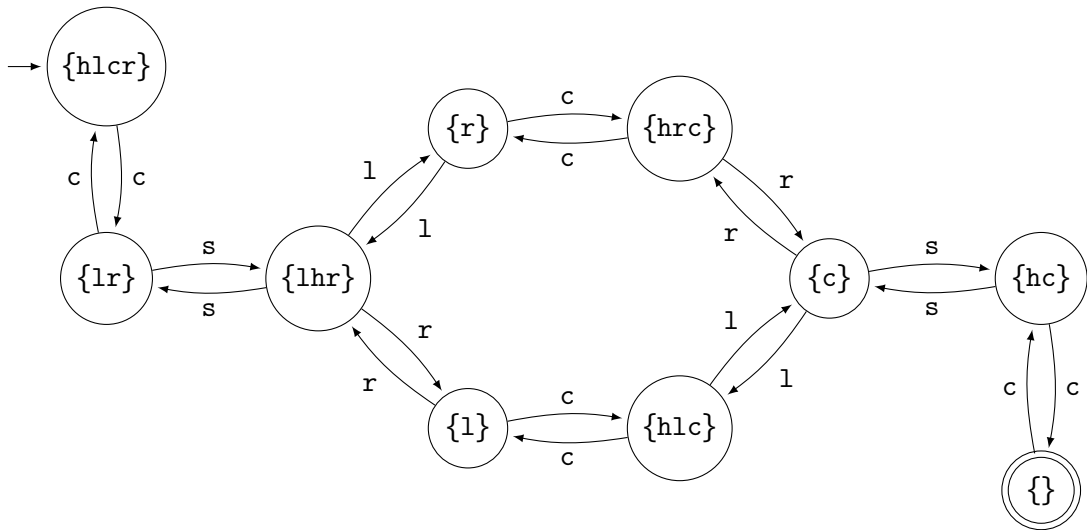 {hlcr}
c
{r}
{hrc}
c
l
r
c
c
l
r
s
s
{lr}
{lhr}
{c}
{hc}
s
s
r
l
c
r
l
c
c
{l}
{hlc}
c
{}